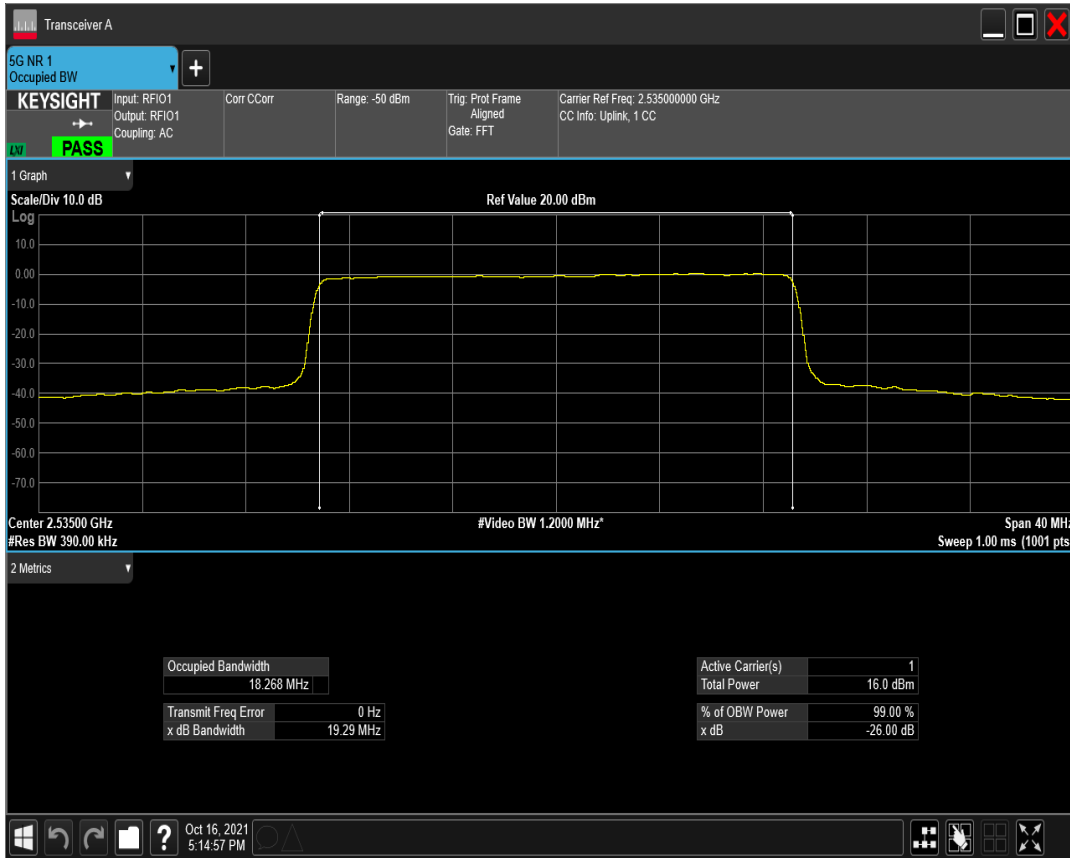 Transceiver A
5G NR 1
Occupied BW
KEYSIGHT
LXI
PASS
Input: RFIO1
Output: RFIO1
Coupling: AC
Corr CCorr
Range: -50 dBm
Trig: Prot Frame
Aligned
Gate: FFT
Carrier Ref Freq: 2.535000000 GHz
CC Info: Uplink, 1 CC
1 Graph
Scale/Div 10.0 dB
Ref Value 20.00 dBm
Log
10.0
0.00
-10.0
-20.0
-30.0
-40.0
-50.0
-60.0
-70.0
Center 2.53500 GHz
#Video BW 1.2000 MHz*
Span 40 MHz
#Res BW 390.00 kHz
Sweep 1.00 ms (1001 pts
2 Metrics
Occupied Bandwidth
18.268 MHz
Transmit Freq Error 0 Hz
x dB Bandwidth 19.29 MHz
Active Carrier(s) 1
Total Power 16.0 dBm
% of OBW Power 99.00 %
x dB -26.00 dB
?
Oct 16, 2021
5:14:57 PM